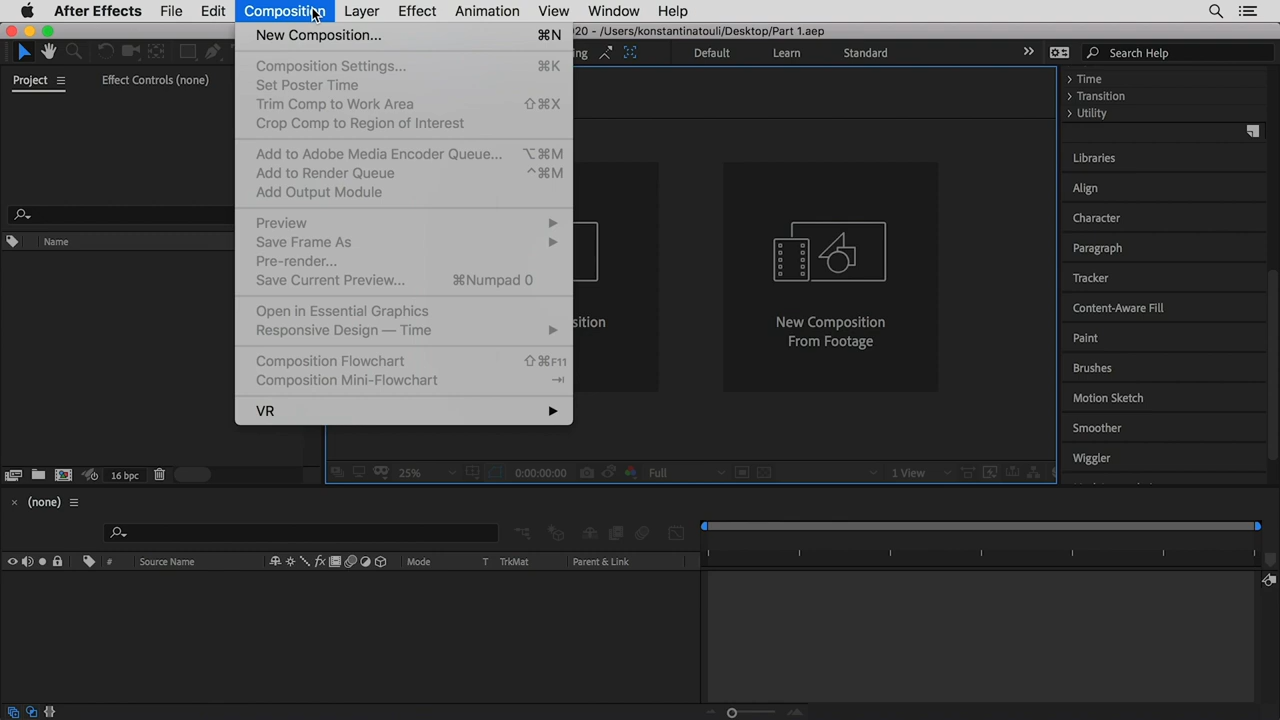 After Effects File Edit Composition Layer Effect Animation View Window Help
20 - /Users/konstantinatouli/Desktop/Part 1.aep
ing Default Learn Standard » Search Help
Project Effect Controls (none)
New Composition... ⌘N
Composition Settings... ⌘K
Set Poster Time
Trim Comp to Work Area ⇧⌘X
Crop Comp to Region of Interest
Add to Adobe Media Encoder Queue... ⌥⌘M
Add to Render Queue ^⌘M
Add Output Module
Preview
Save Frame As
Pre-render...
Save Current Preview... ⌘Numpad 0
Open in Essential Graphics
Responsive Design — Time
Composition Flowchart ⇧⌘F11
Composition Mini-Flowchart ⇥
VR
Name
16 bpc
sition
New Composition
From Footage
25% 0:00:00:00 Full 1 View
Time
Transition
Utility
Libraries
Align
Character
Paragraph
Tracker
Content-Aware Fill
Paint
Brushes
Motion Sketch
Smoother
Wiggler
× (none)
# Source Name fx Mode T TrkMat Parent & Link